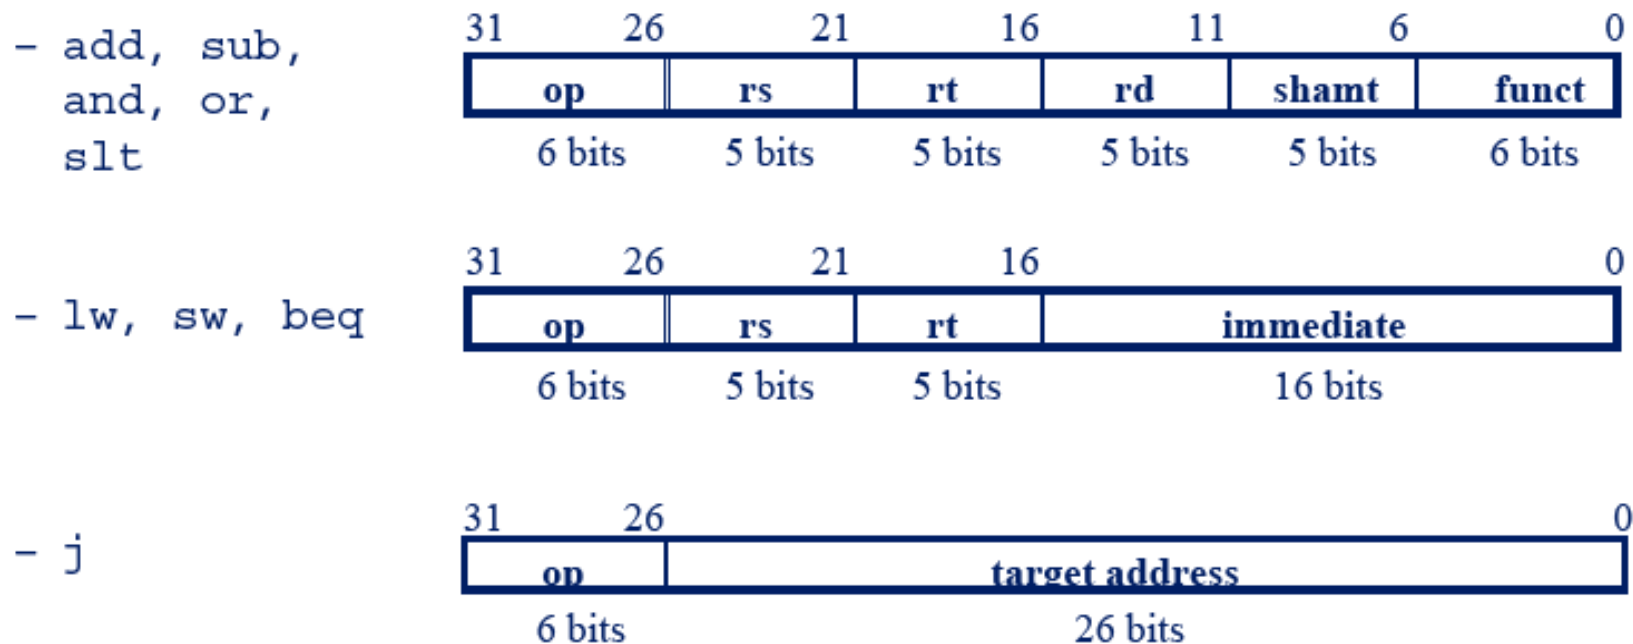 31 26 21 16 11 6 0
– add, sub,
and, or,
slt
op rs rt rd shamt funct
6 bits 5 bits 5 bits 5 bits 5 bits 6 bits
31 26 21 16 0
– lw, sw, beq
op rs rt immediate
6 bits 5 bits 5 bits 16 bits
31 26 0
– j
op target address
6 bits 26 bits